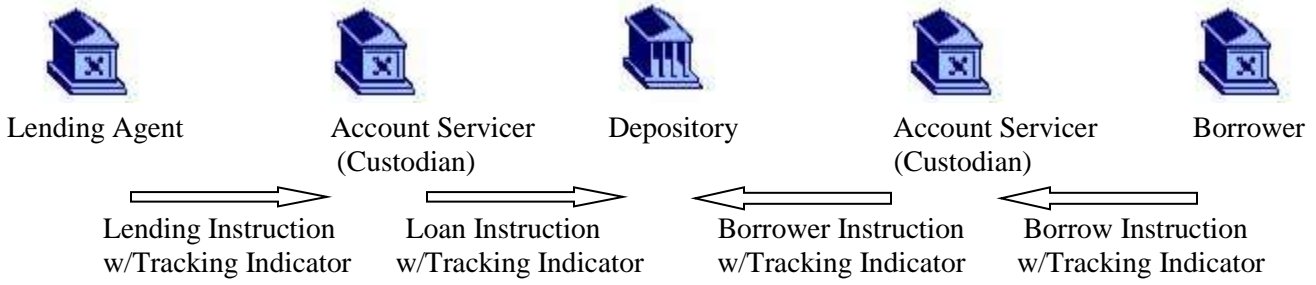 Lending Agent
Account Servicer
(Custodian)
Depository
Account Servicer
(Custodian)
Borrower
Lending Instruction
w/Tracking Indicator
Loan Instruction
w/Tracking Indicator
Borrower Instruction
w/Tracking Indicator
Borrow Instruction
w/Tracking Indicator